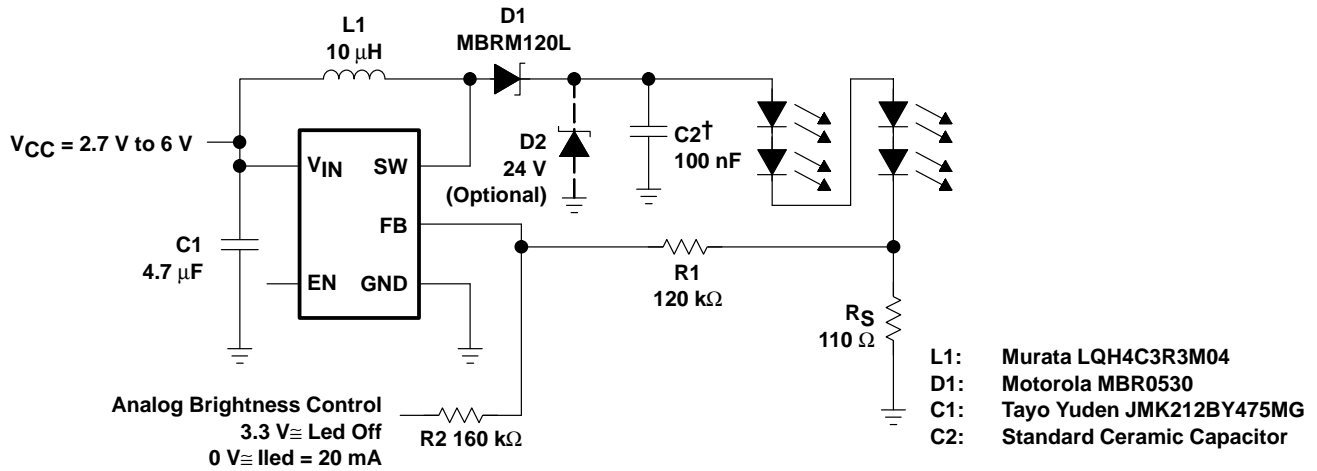 L1
10 μH
D1
MBRM120L
VCC = 2.7 V to 6 V
VIN
SW
FB
EN
GND
C1
4.7 μF
D2
24 V
(Optional)
C2†
100 nF
R1
120 kΩ
RS
110 Ω
Analog Brightness Control
3.3 V≅ Led Off
0 V≅ Iled = 20 mA
R2 160 kΩ
L1: Murata LQH4C3R3M04
D1: Motorola MBR0530
C1: Tayo Yuden JMK212BY475MG
C2: Standard Ceramic Capacitor